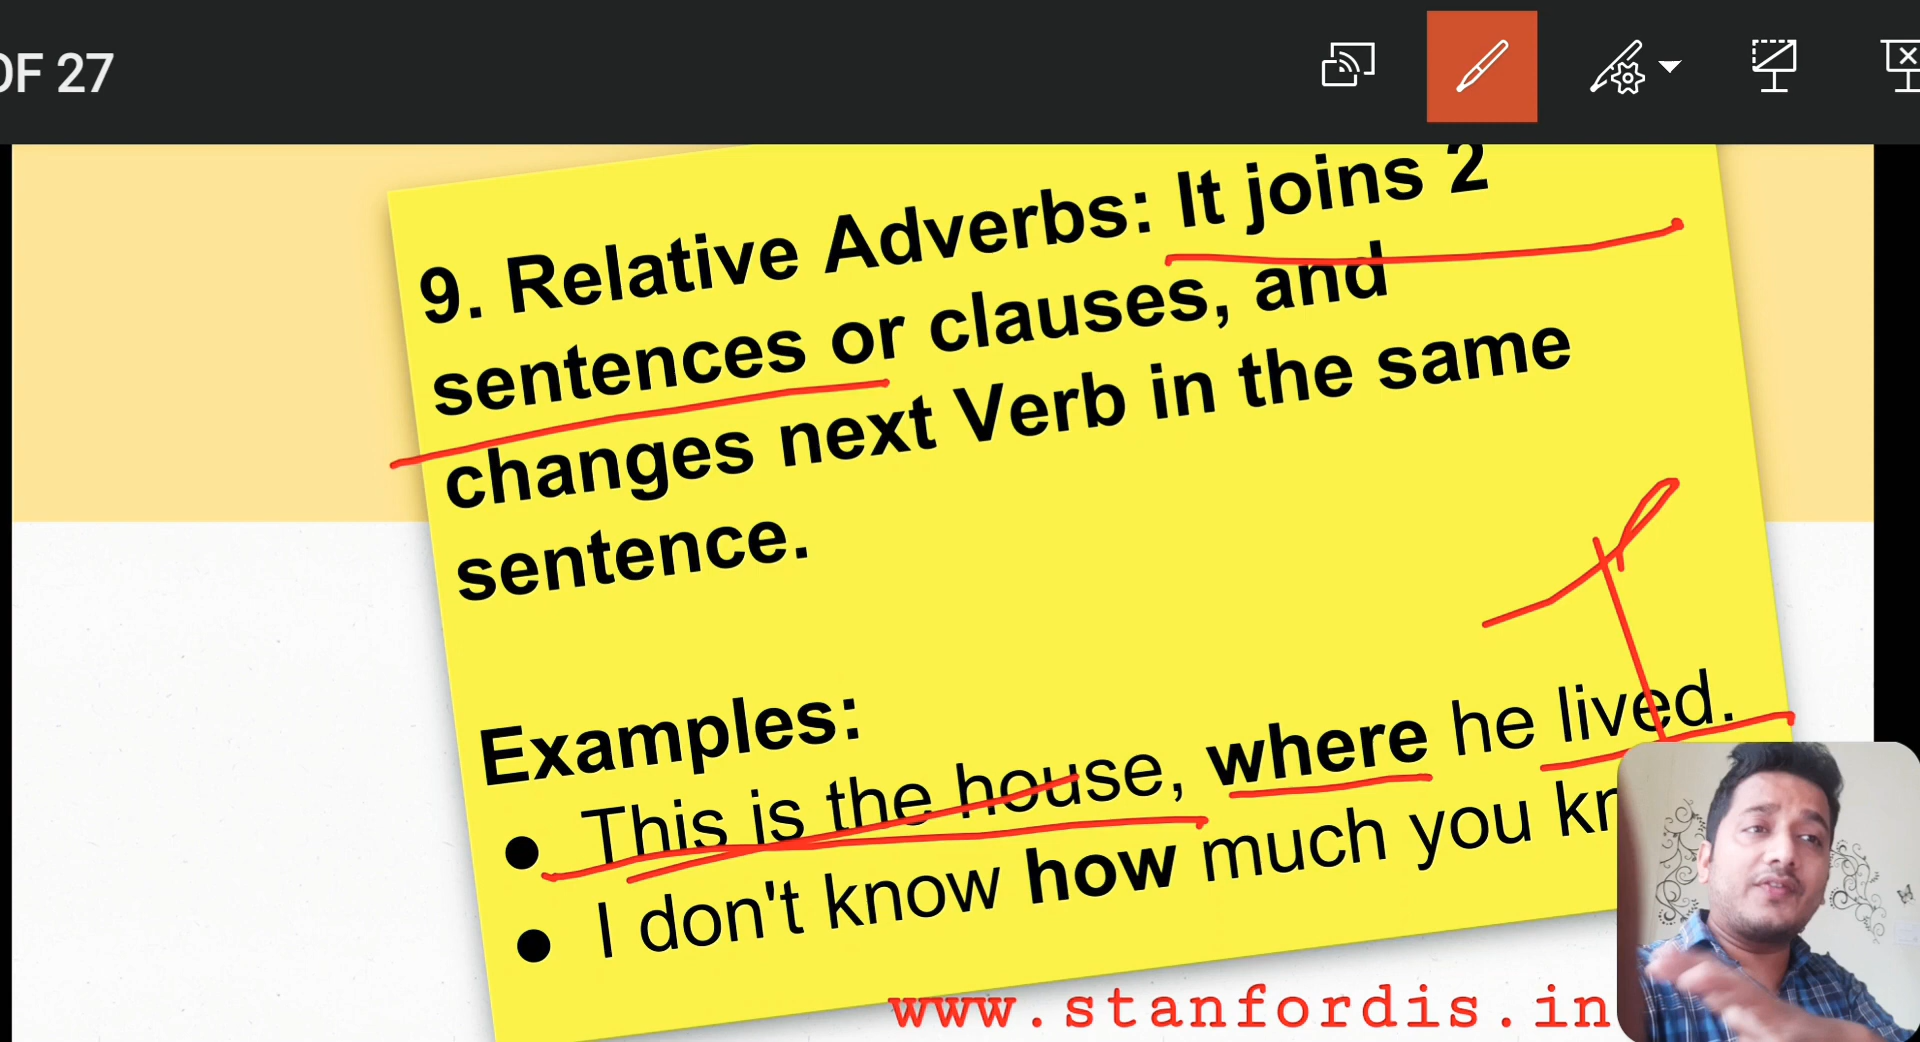 OF 27
9. Relative Adverbs: It joins 2
sentences or clauses, and
changes next Verb in the same
sentence.
Examples:
● This is the house, where he lived.
● I don't know how much you
www.stanfordis.in